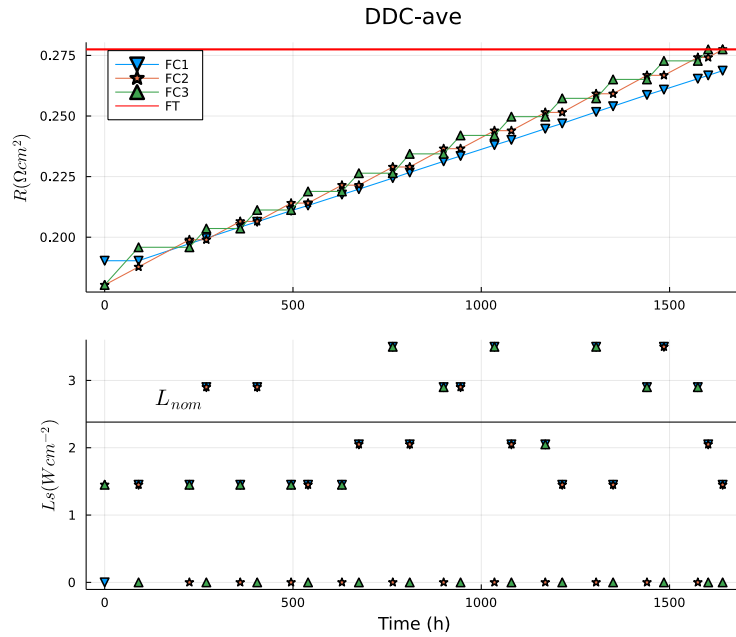 DDC-ave
0.275
0.250
0.225
0.200
R(Ωcm²)
FC1
FC2
FC3
FT
0 500 1000 1500
3
2
1
0
Ls(Wcm⁻²)
L_nom
0 500 1000 1500
Time (h)